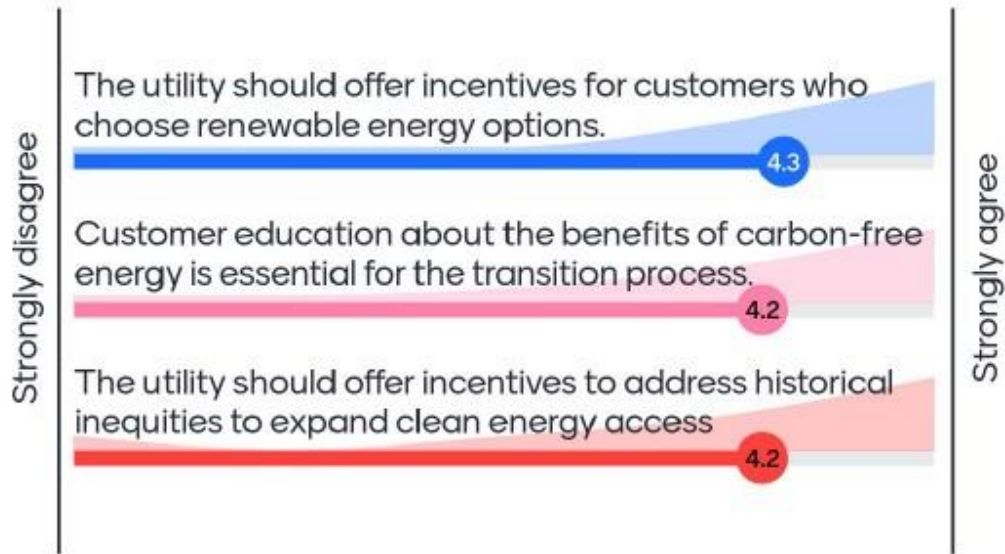 Strongly disagree
The utility should offer incentives for customers who
choose renewable energy options.
4.3
Customer education about the benefits of carbon-free
energy is essential for the transition process.
4.2
The utility should offer incentives to address historical
inequities to expand clean energy access
4.2
Strongly agree